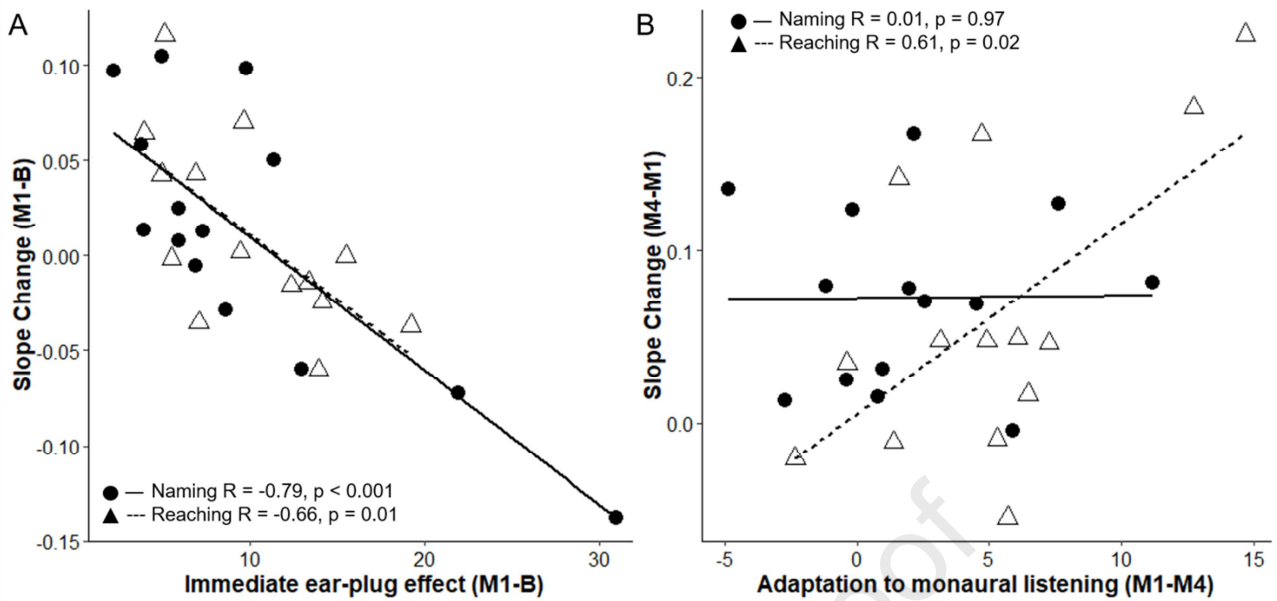 A
Slope Change (M1-B)
0.10
0.05
0.00
-0.05
-0.10
-0.15
Naming R = -0.79, p < 0.001
Reaching R = -0.66, p = 0.01
10
20
30
Immediate ear-plug effect (M1-B)
B
Naming R = 0.01, p = 0.97
Reaching R = 0.61, p = 0.02
Slope Change (M4-M1)
0.2
0.1
0.0
-5
0
5
10
15
Adaptation to monaural listening (M1-M4)